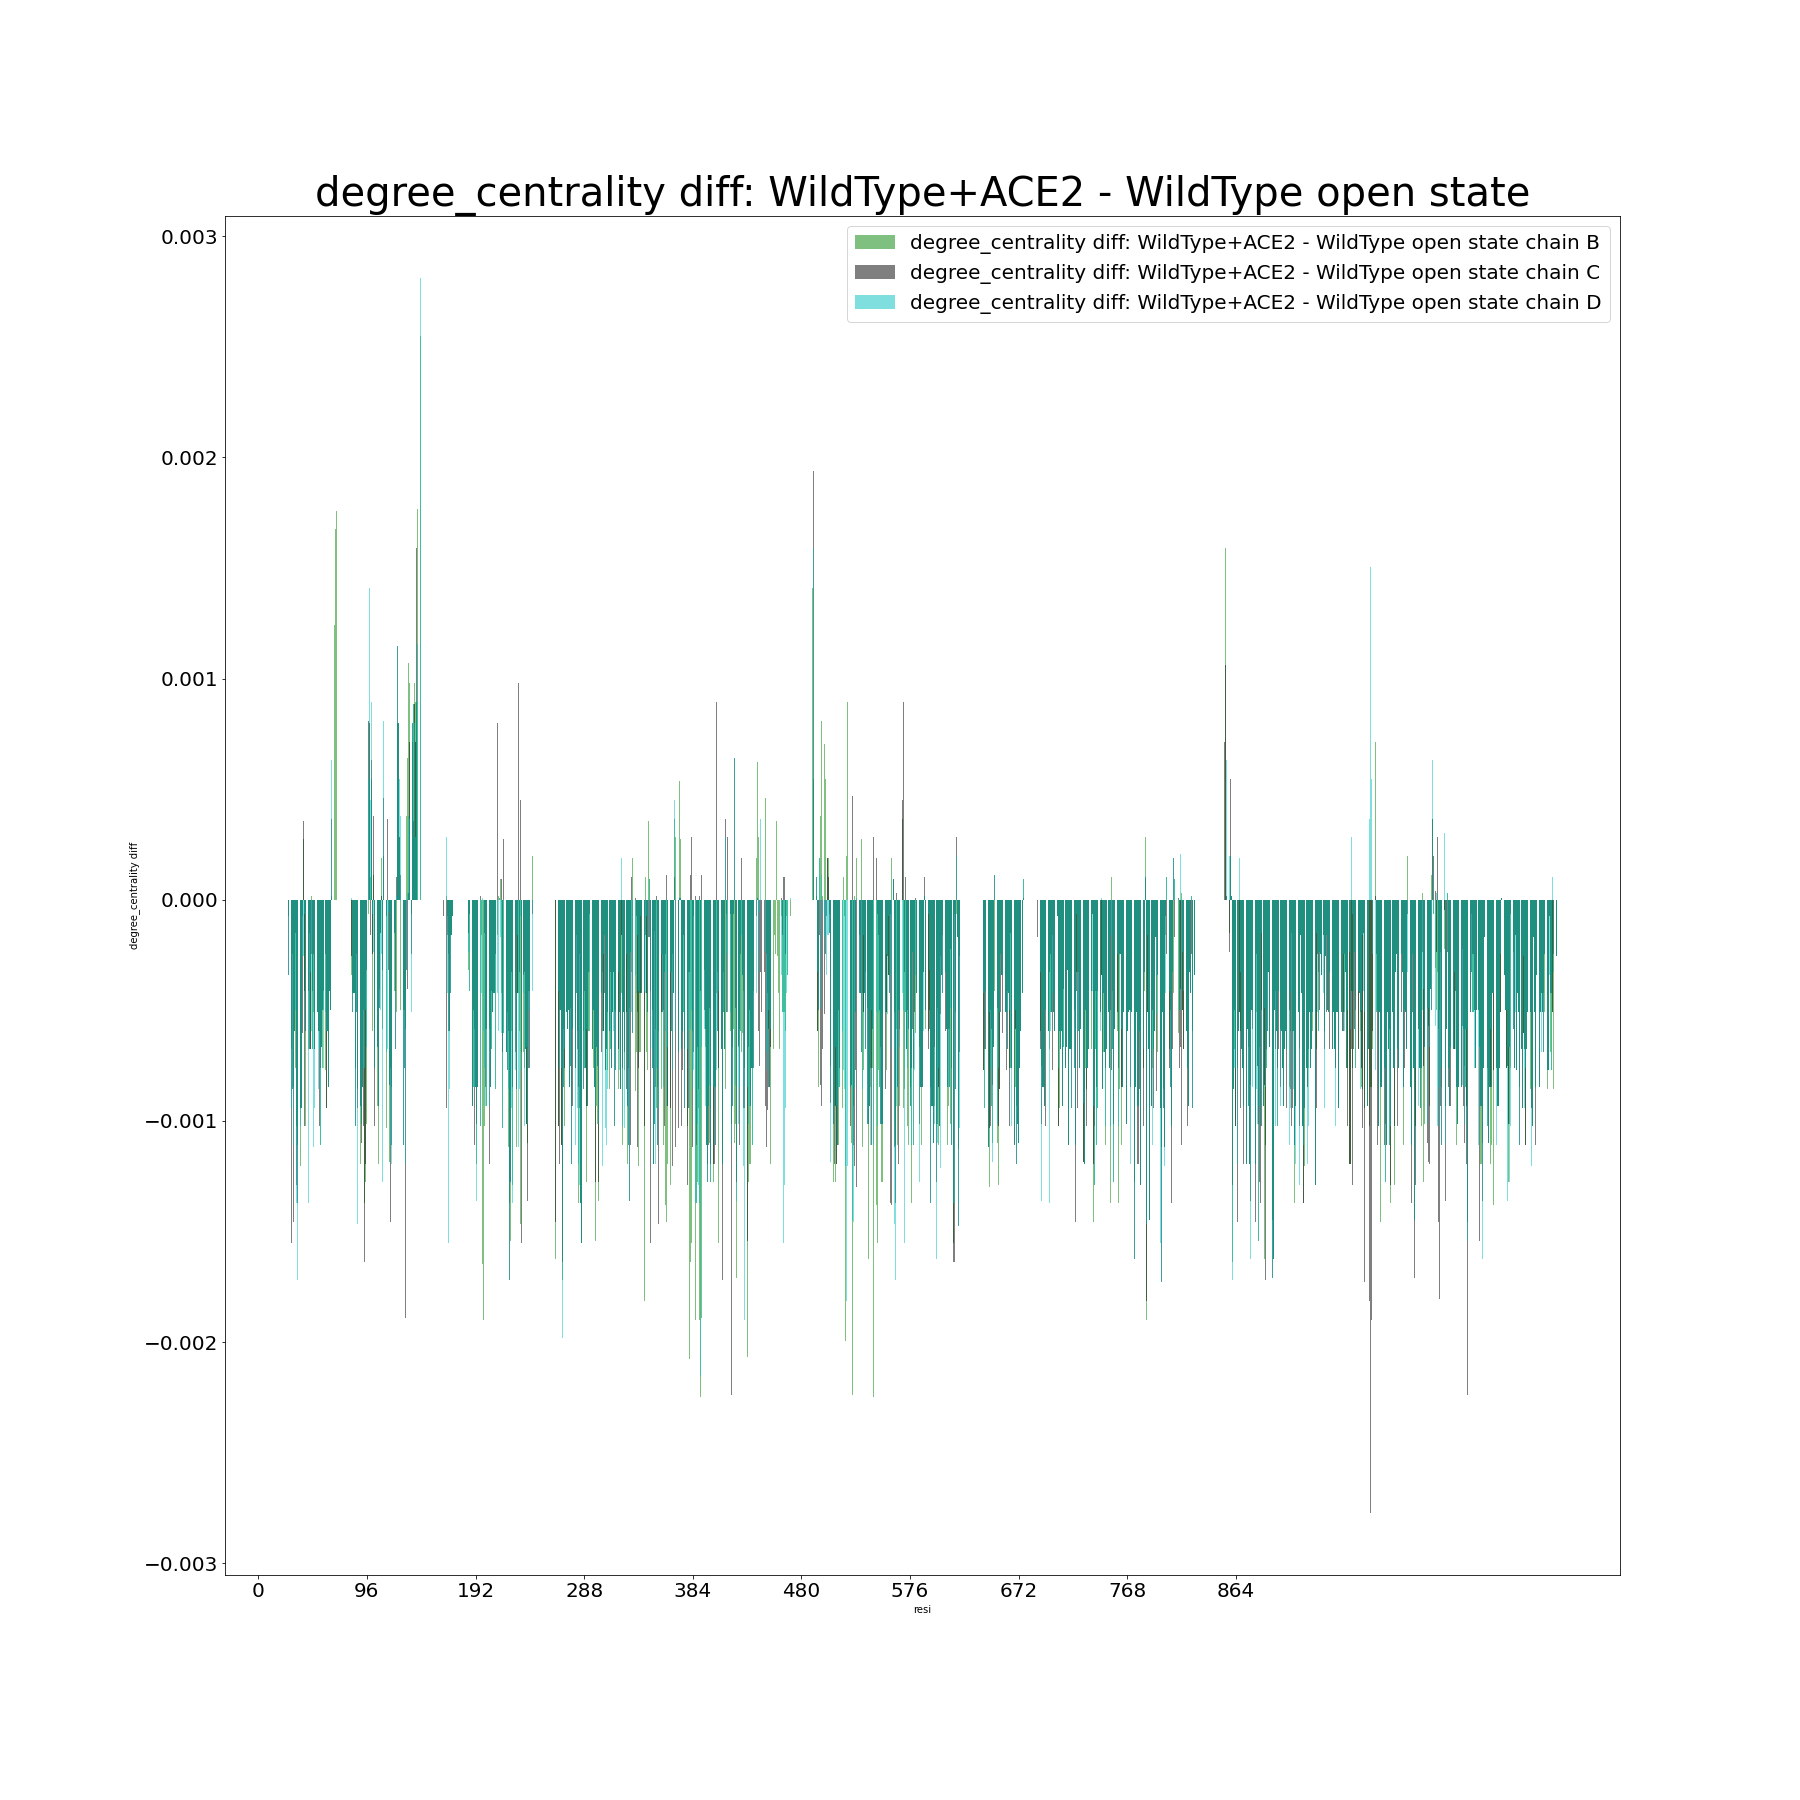 degree_centrality diff: WildType+ACE2 - WildType open state
degree_centrality diff: WildType+ACE2 - WildType open state chain B
degree_centrality diff: WildType+ACE2 - WildType open state chain C
degree_centrality diff: WildType+ACE2 - WildType open state chain D
0.003
0.002
0.001
0.000
−0.001
−0.002
−0.003
degree_centrality diff
0 96 192 288 384 480 576 672 768 864
resi